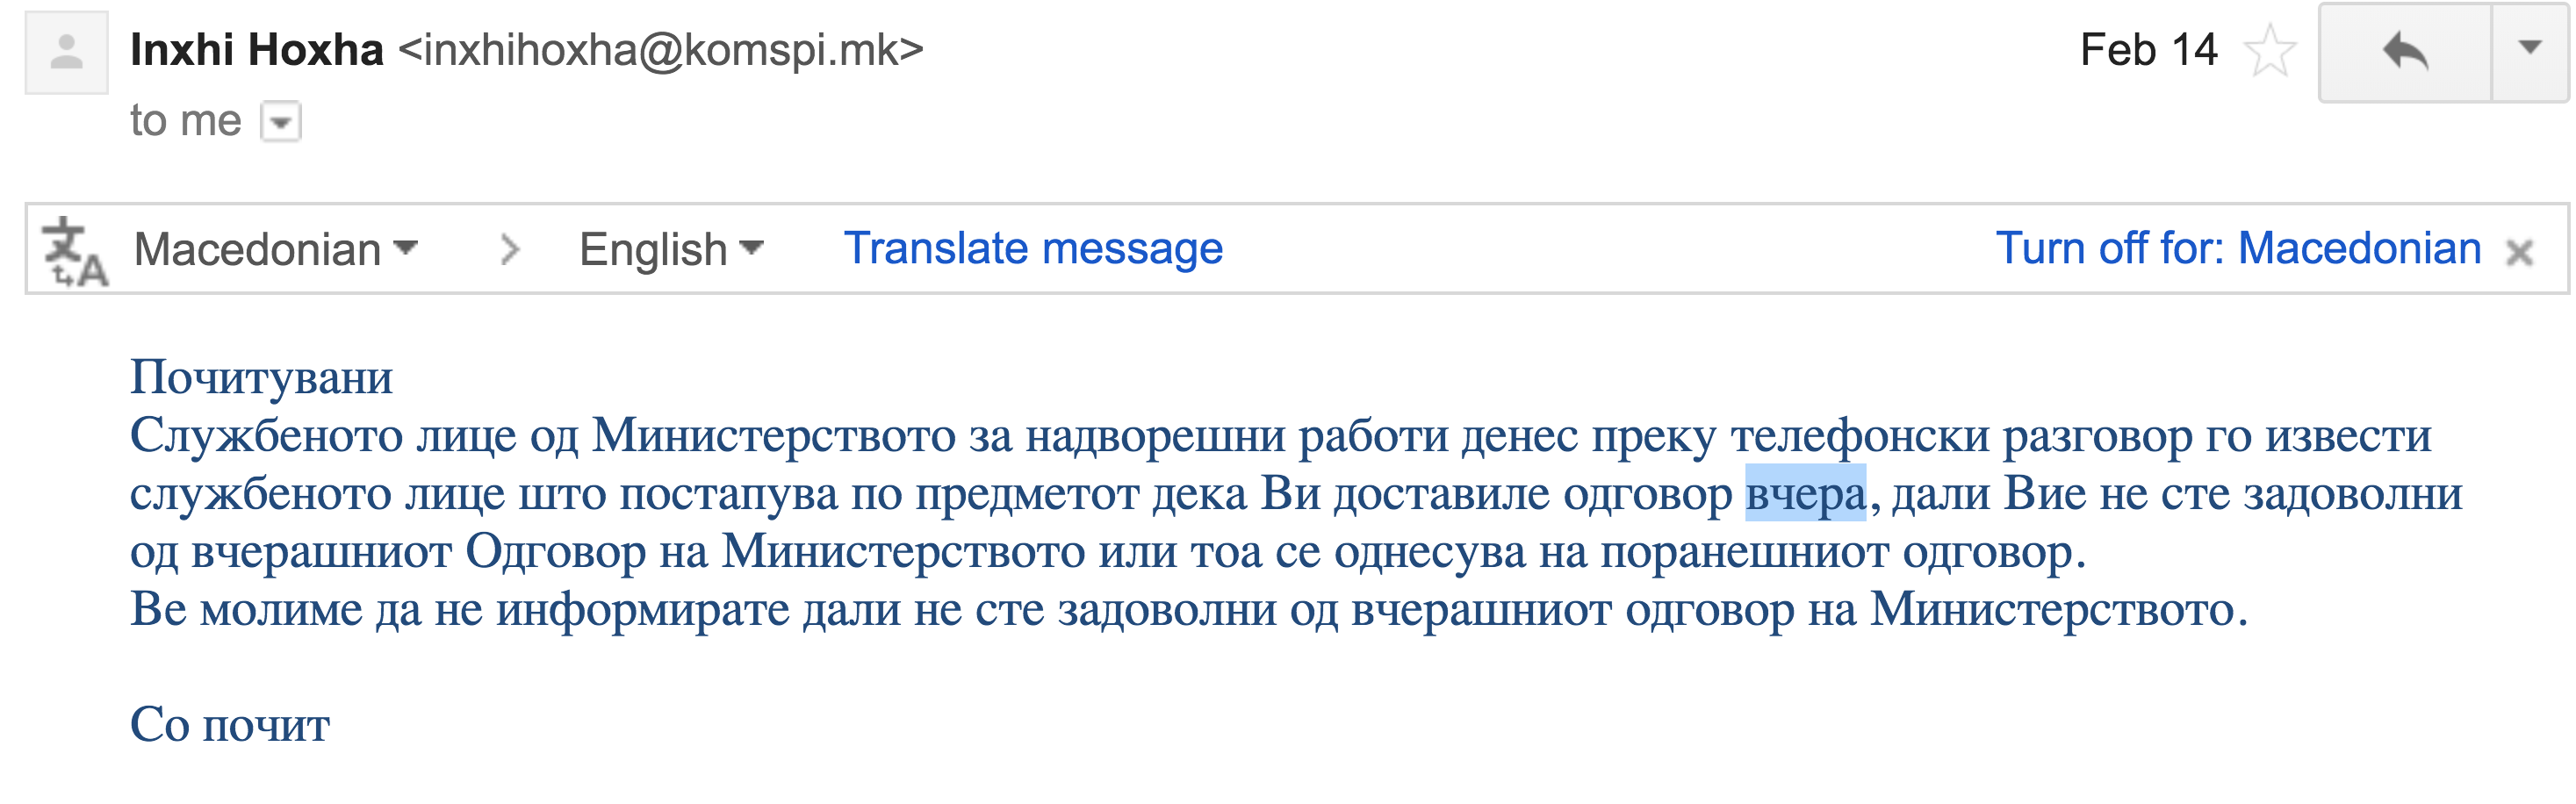 Inxhi Hoxha <inxhihoxha@komspi.mk>
Feb 14
to me
Macedonian > English Translate message Turn off for: Macedonian ×
Почитувани
Службеното лице од Министерството за надворешни работи денес преку телефонски разговор го извести
службеното лице што постапува по предметот дека Ви доставиле одговор вчера, дали Вие не сте задоволни
од вчерашниот Одговор на Министерството или тоа се однесува на поранешниот одговор.
Ве молиме да не информирате дали не сте задоволни од вчерашниот одговор на Министерството.
Со почит